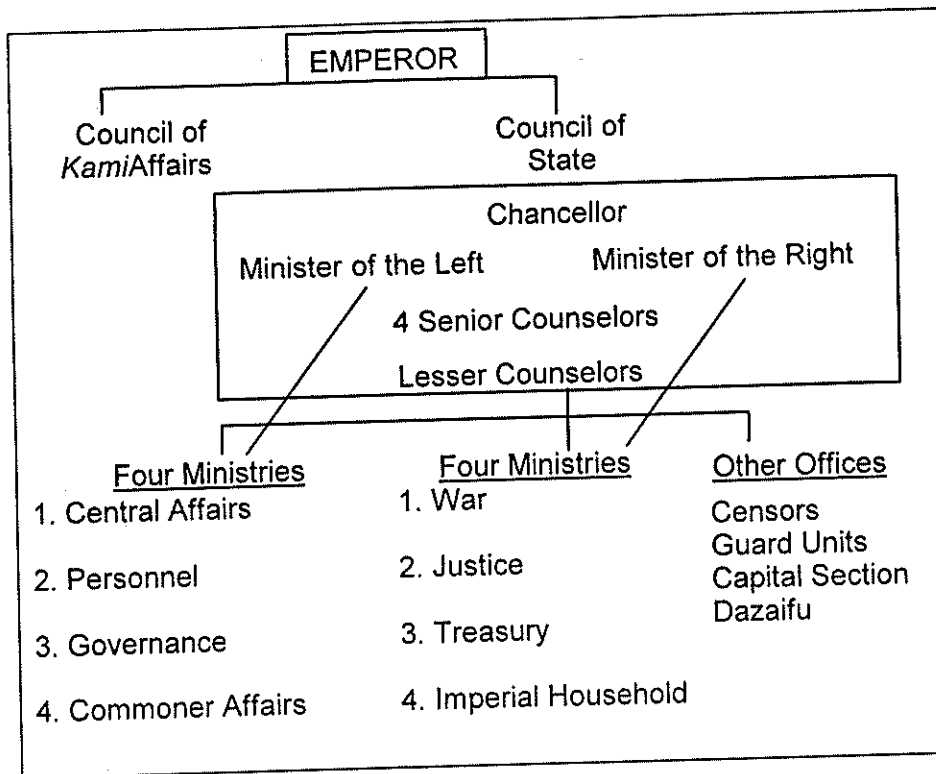 EMPEROR
Council of
KamiAffairs
Council of
State
Chancellor
Minister of the Left
Minister of the Right
4 Senior Counselors
Lesser Counselors
Four Ministries
1. Central Affairs
2. Personnel
3. Governance
4. Commoner Affairs
Four Ministries
1. War
2. Justice
3. Treasury
4. Imperial Household
Other Offices
Censors
Guard Units
Capital Section
Dazaifu